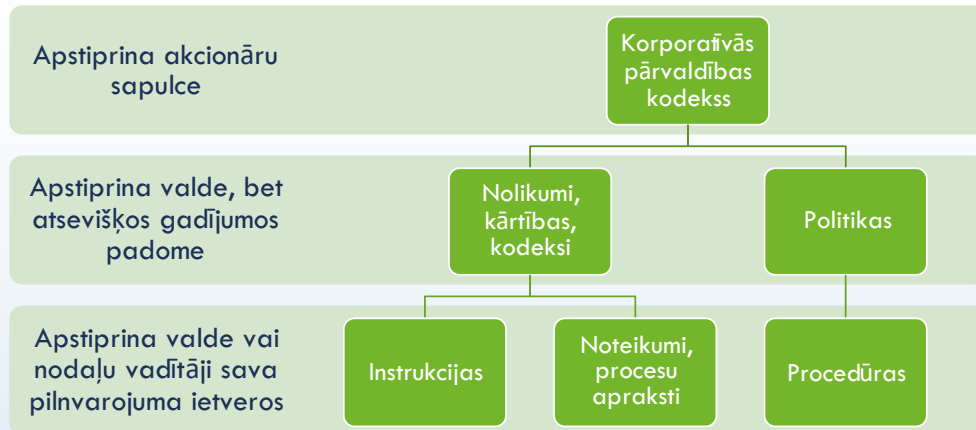 Apstiprina akcionāru
sapulce
Korporatīvās
pārvaldības
kodekss
Apstiprina valde, bet
atsevišķos gadījumos
padome
Nolikumi,
kārtības,
kodeksi
Politikas
Apstiprina valde vai
nodaļu vadītāji sava
pilnvarojuma ietveros
Instrukcijas
Noteikumi,
procesu
apraksti
Procedūras